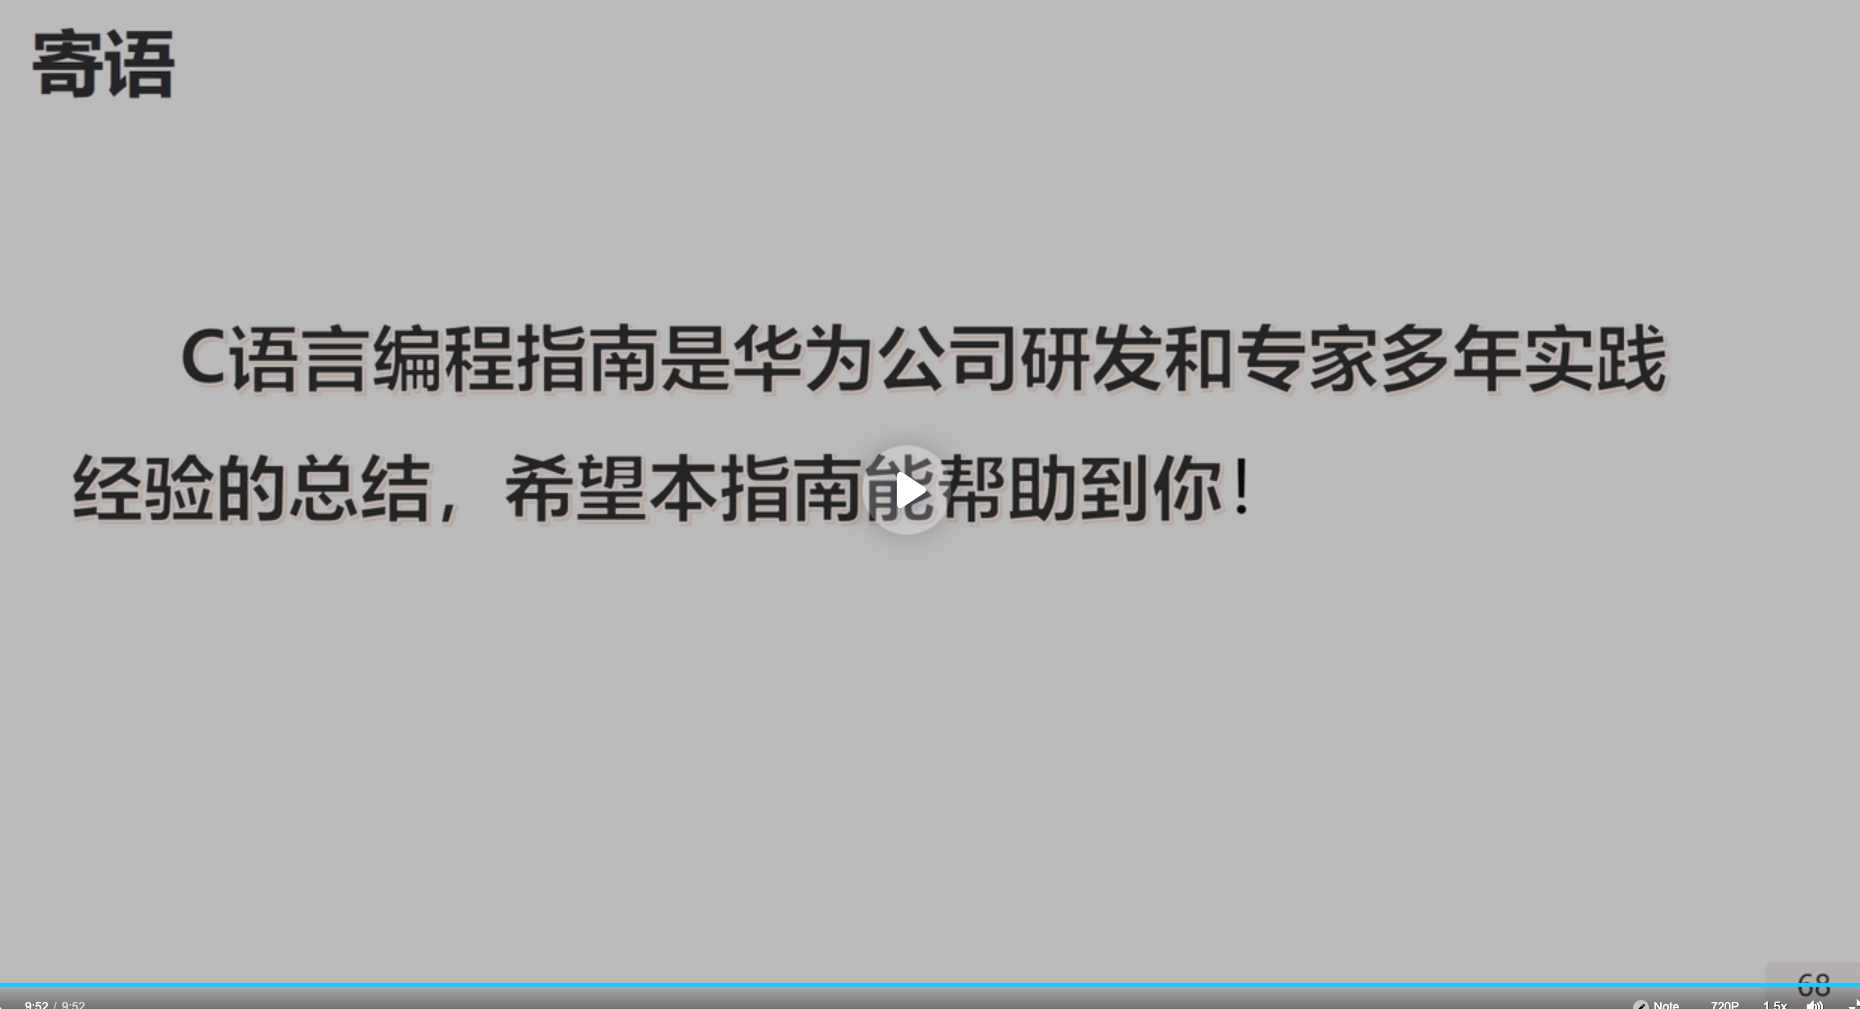 寄语
C语言编程指南是华为公司研发和专家多年实践
经验的总结，希望本指南能帮助到你！
68
9:52 / 9:52
Note 720P 1.5x